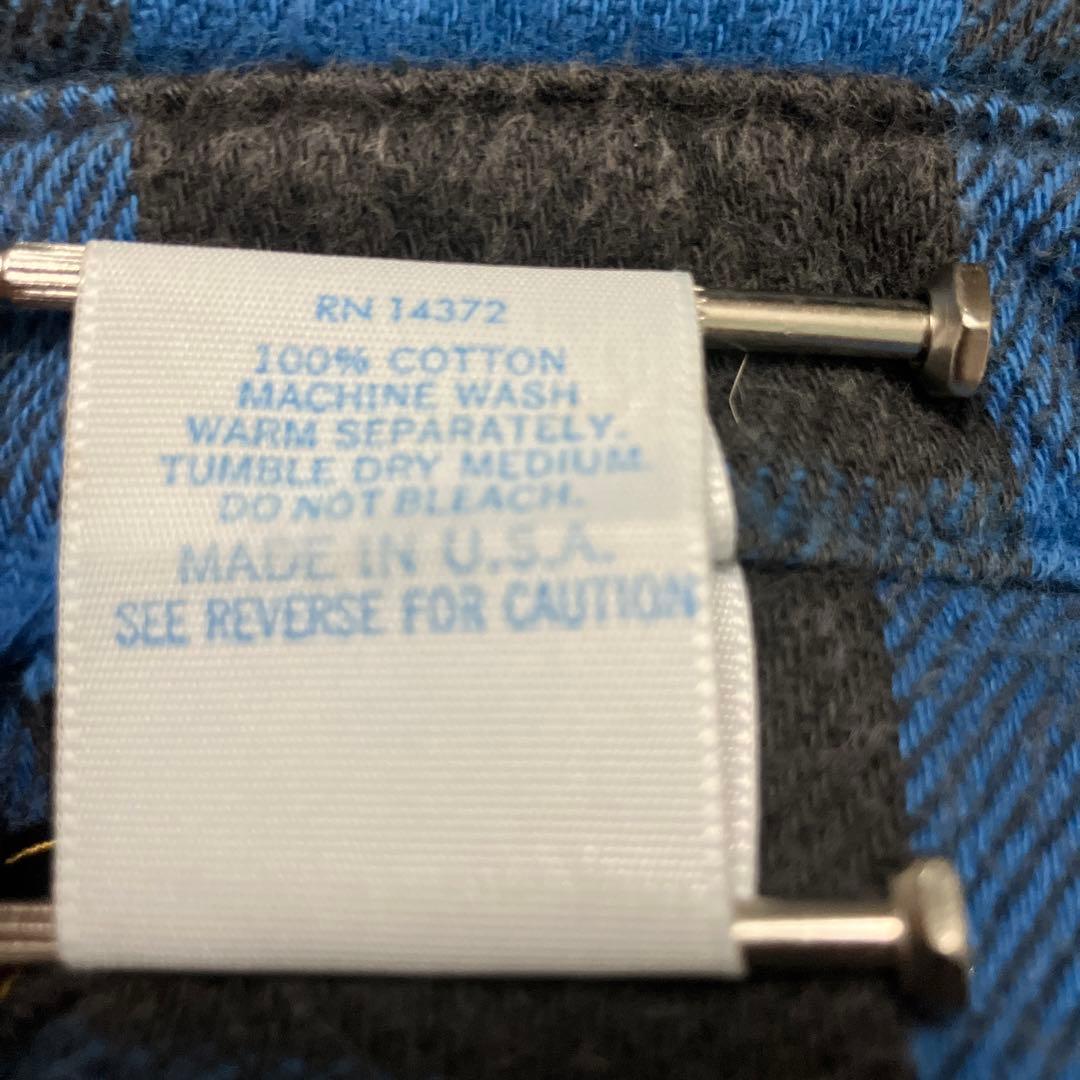 RN 14372
100% COTTON
MACHINE WASH
WARM SEPARATELY.
TUMBLE DRY MEDIUM.
DO NOT BLEACH.
MADE IN U.S.A.
SEE REVERSE FOR CAUTION